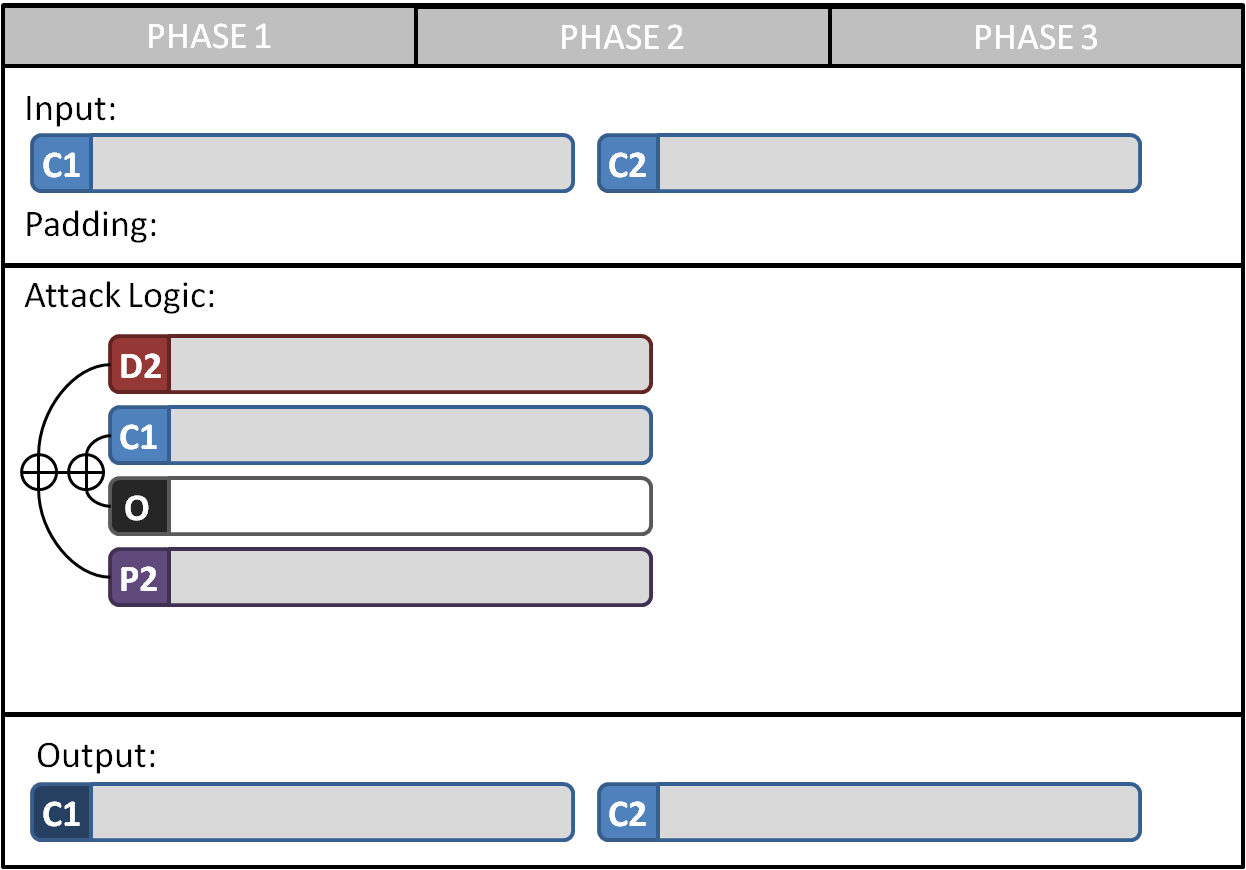 PHASE 1 PHASE 2 PHASE 3
Input:
C1 C2
Padding:
Attack Logic:
D2
C1
O
P2
Output:
C1 C2